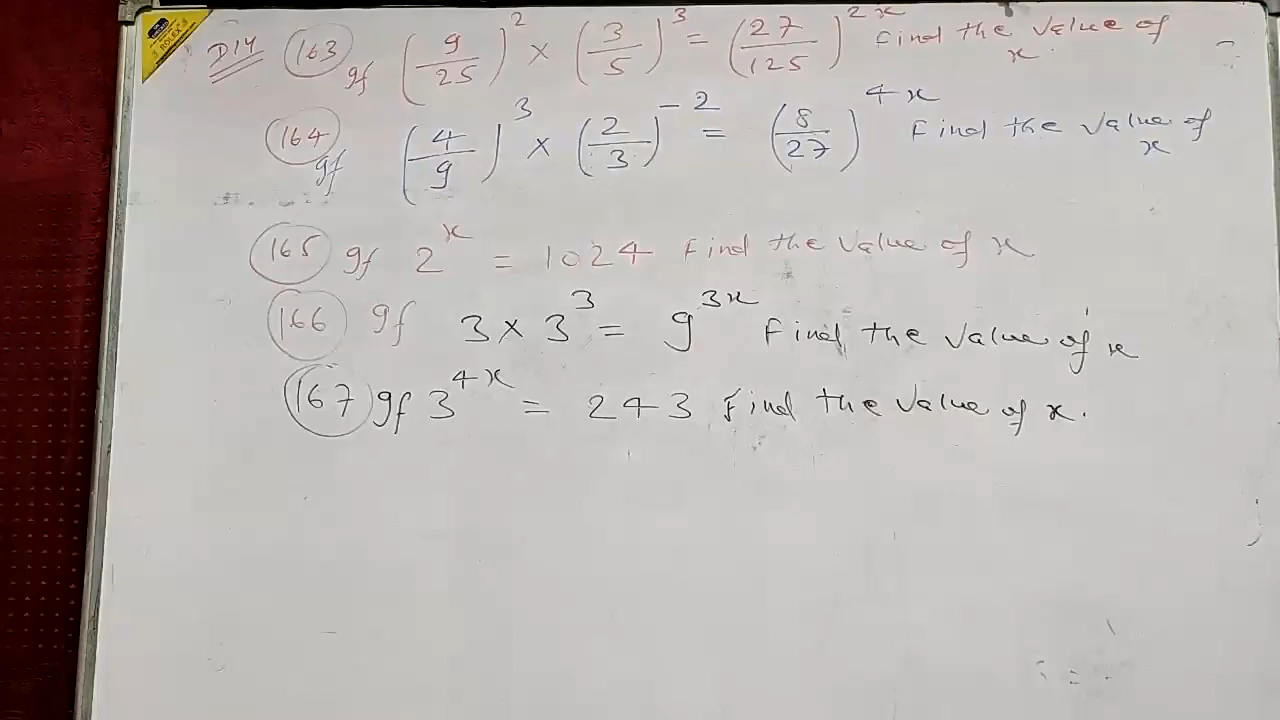 DIY (163) If (9/25)^2 × (3/5)^3 = (27/125)^2x Find the value of x
(164) If (4/9)^3 × (2/3)^-2 = (8/27)^4x Find the value of x
(165) If 2^x = 1024 Find the value of x
(166) If 3 × 3^3 = 9^3x Find the value of x
(167) If 3^4x = 243 Find the value of x.